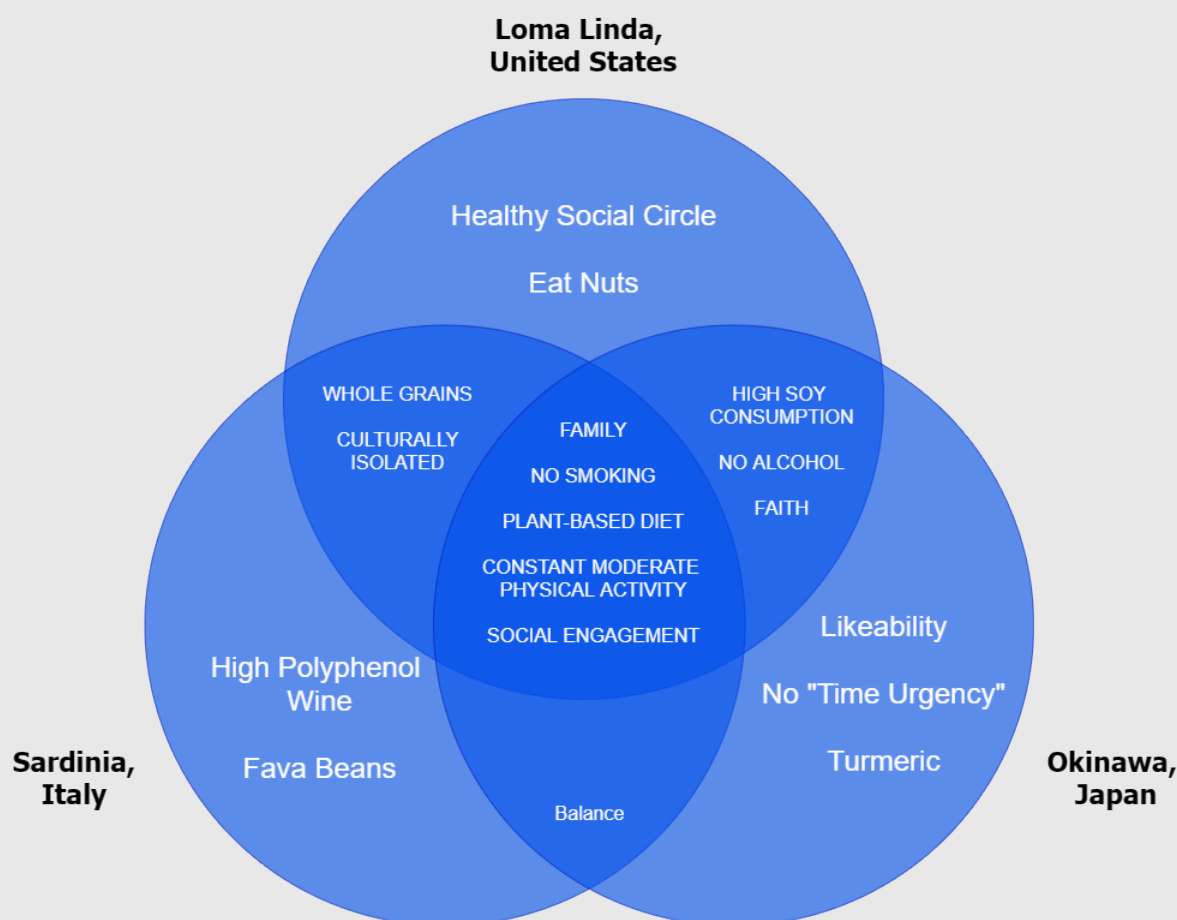 Loma Linda,
United States
Healthy Social Circle
Eat Nuts
WHOLE GRAINS
CULTURALLY
ISOLATED
FAMILY
NO SMOKING
PLANT-BASED DIET
CONSTANT MODERATE
PHYSICAL ACTIVITY
SOCIAL ENGAGEMENT
HIGH SOY
CONSUMPTION
NO ALCOHOL
FAITH
High Polyphenol
Wine
Fava Beans
Likeability
No "Time Urgency"
Turmeric
Sardinia,
Italy
Balance
Okinawa,
Japan